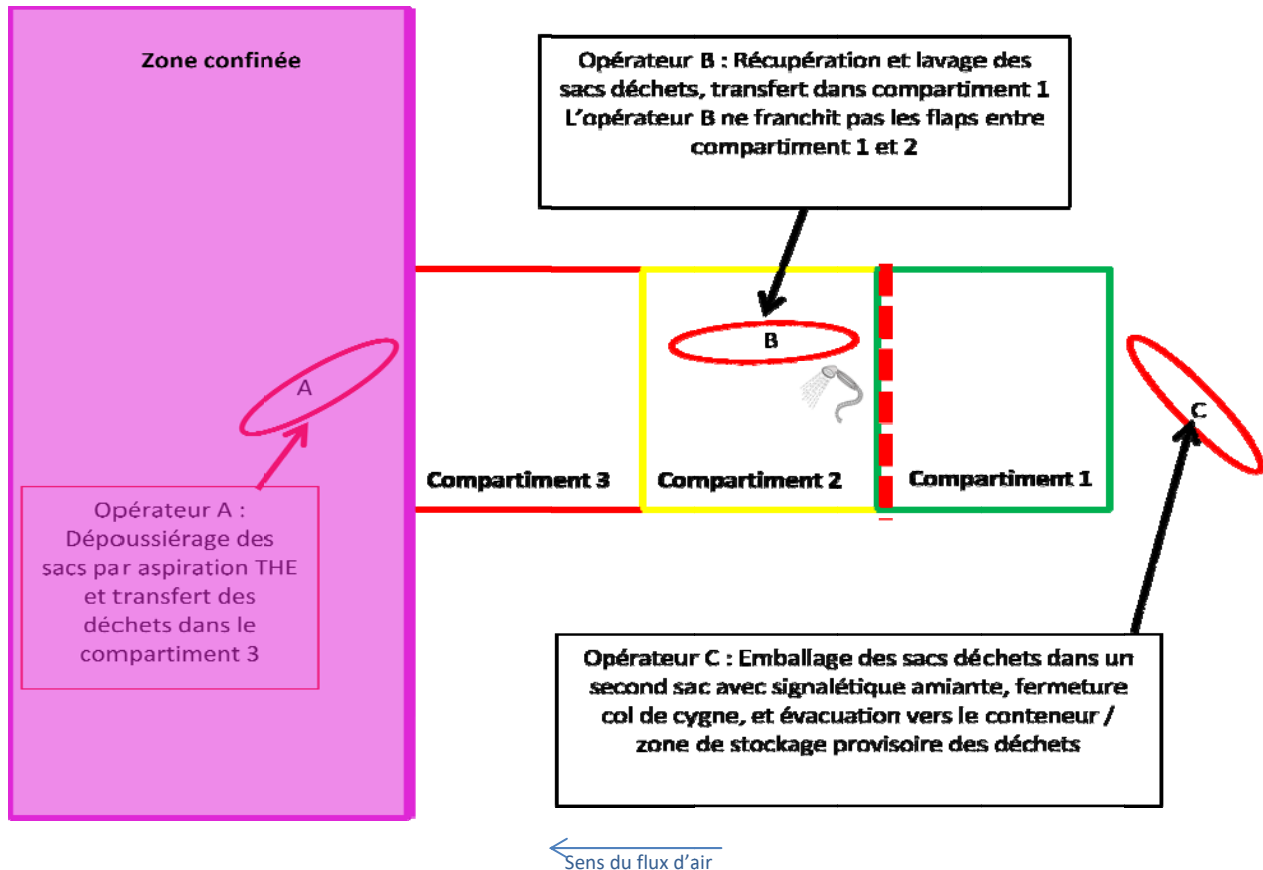 Zone confinée
Opérateur B : Récupération et lavage des
sacs déchets, transfert dans compartiment 1
L'opérateur B ne franchit pas les flaps entre
compartiment 1 et 2
B
A
C
Compartiment 3
Compartiment 2
Compartiment 1
Opérateur A :
Dépoussiérage des
sacs par aspiration THE
et transfert des
déchets dans le
compartiment 3
Opérateur C : Emballage des sacs déchets dans un
second sac avec signalétique amiante, fermeture
col de cygne, et évacuation vers le conteneur /
zone de stockage provisoire des déchets
Sens du flux d'air